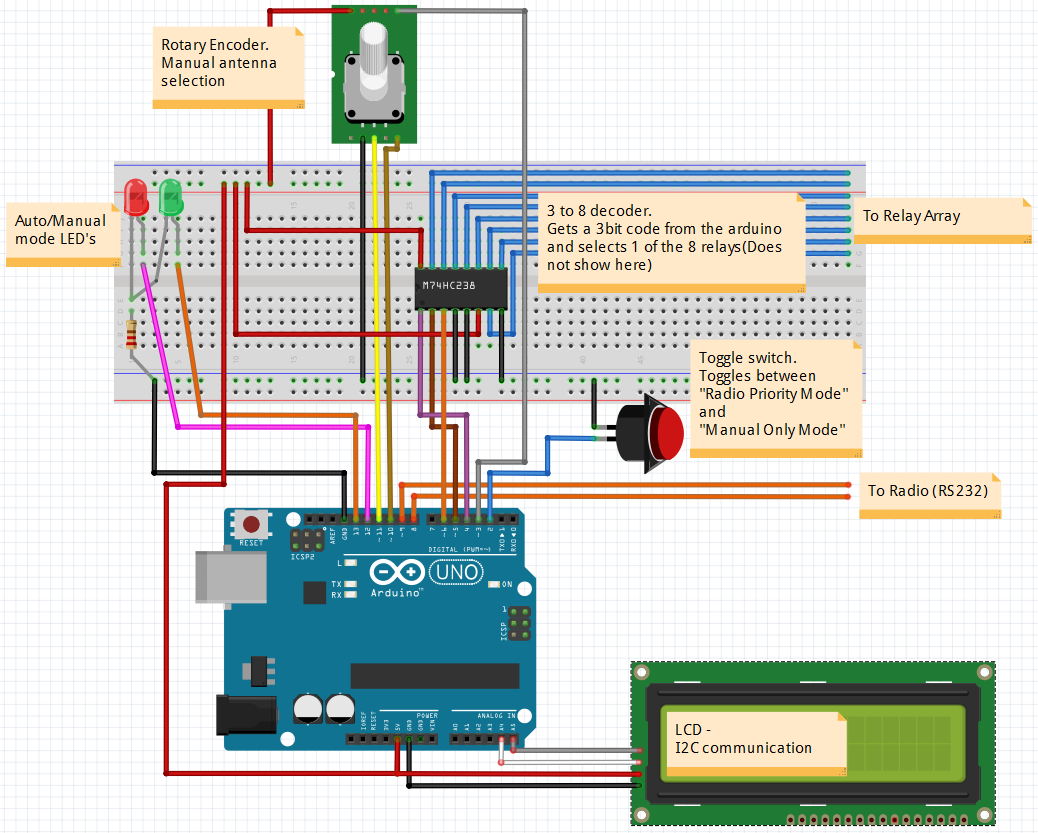 Rotary Encoder.
Manual antenna
selection
Auto/Manual
mode LED's
3 to 8 decoder.
Gets a 3bit code from the arduino
and selects 1 of the 8 relays(Does
not show here)
To Relay Array
M74HC238
Toggle switch.
Toggles between
"Radio Priority Mode"
and
"Manual Only Mode"
To Radio (RS232)
RESET
ICSP2
AREF
GND
13
12
~11
~10
~9
8
7
~6
~5
4
~3
2
TX0▶1
RX0◀0
DIGITAL (PWM=~)
L
TX
RX
UNO
Arduino™
ON
1
ICSP
POWER
ANALOG IN
IOREF
RESET
3V3
5V
GND
GND
VIN
A0
A1
A2
A3
A4
A5
LCD -
I2C communication